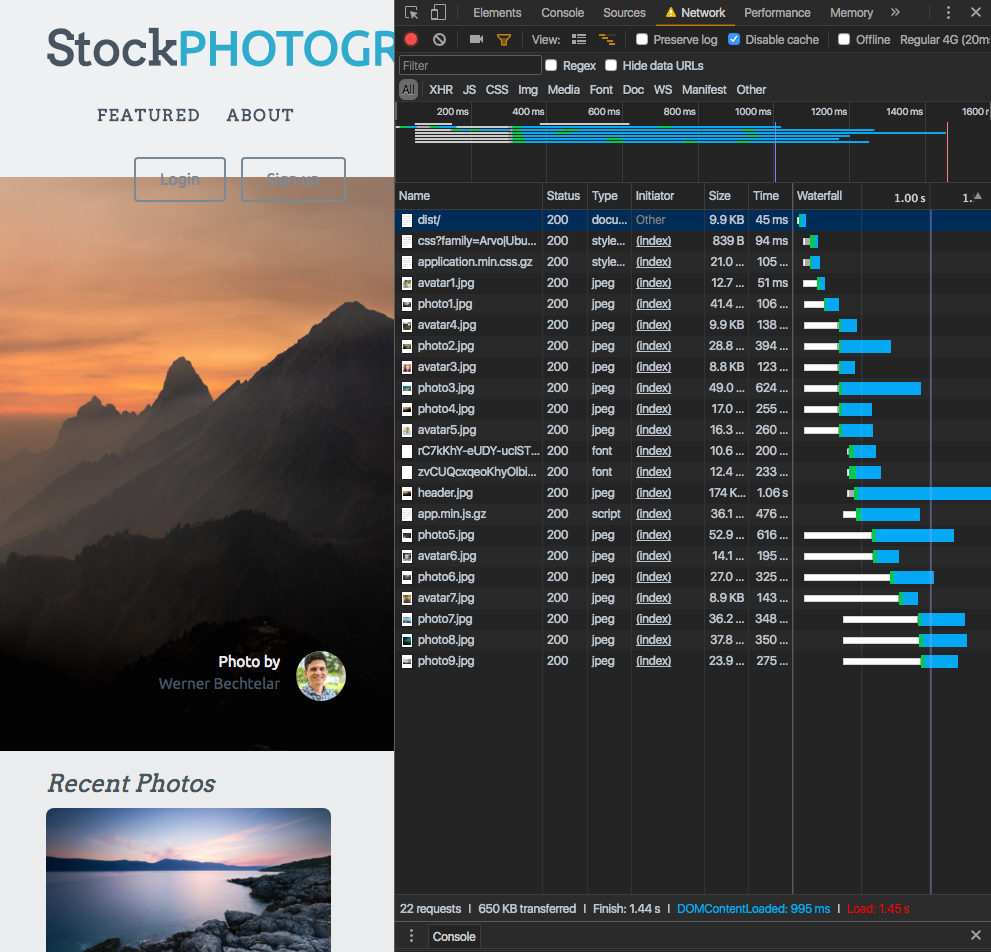 StockPHOTOGR
FEATURED ABOUT
Login Sign up
Photo by
Werner Bechtelar
Recent Photos
Elements Console Sources Network Performance Memory »
View: Preserve log Disable cache Offline Regular 4G (20m
Filter Regex Hide data URLs
All XHR JS CSS Img Media Font Doc WS Manifest Other
200 ms 400 ms 600 ms 800 ms 1000 ms 1200 ms 1400 ms 1600 r
Name Status Type Initiator Size Time Waterfall 1.00 s 1.
dist/ 200 docu... Other 9.9 KB 45 ms
css?family=Arvo|Ubu... 200 style... (index) 839 B 94 ms
application.min.css.gz 200 style... (index) 21.0 ... 105 ...
avatar1.jpg 200 jpeg (index) 12.7 ... 51 ms
photo1.jpg 200 jpeg (index) 41.4 ... 106 ...
avatar4.jpg 200 jpeg (index) 9.9 KB 138 ...
photo2.jpg 200 jpeg (index) 28.8 ... 394 ...
avatar3.jpg 200 jpeg (index) 8.8 KB 123 ...
photo3.jpg 200 jpeg (index) 49.0 ... 624 ...
photo4.jpg 200 jpeg (index) 17.0 ... 255 ...
avatar5.jpg 200 jpeg (index) 16.3 ... 260 ...
200 font (index) 10.6 ... 200 ...
200 font (index) 12.4 ... 233 ...
header.jpg 200 jpeg (index) 174 K... 1.06 s
app.min.js.gz 200 script (index) 36.1 ... 476 ...
photo5.jpg 200 jpeg (index) 52.9 ... 616 ...
avatar6.jpg 200 jpeg (index) 14.1 ... 195 ...
photo6.jpg 200 jpeg (index) 27.0 ... 325 ...
avatar7.jpg 200 jpeg (index) 8.9 KB 143 ...
photo7.jpg 200 jpeg (index) 36.2 ... 348 ...
photo8.jpg 200 jpeg (index) 37.8 ... 350 ...
photo9.jpg 200 jpeg (index) 23.9 ... 275 ...
22 requests | 650 KB transferred | Finish: 1.44 s | DOMContentLoaded: 995 ms | Load: 1.45 s
Console